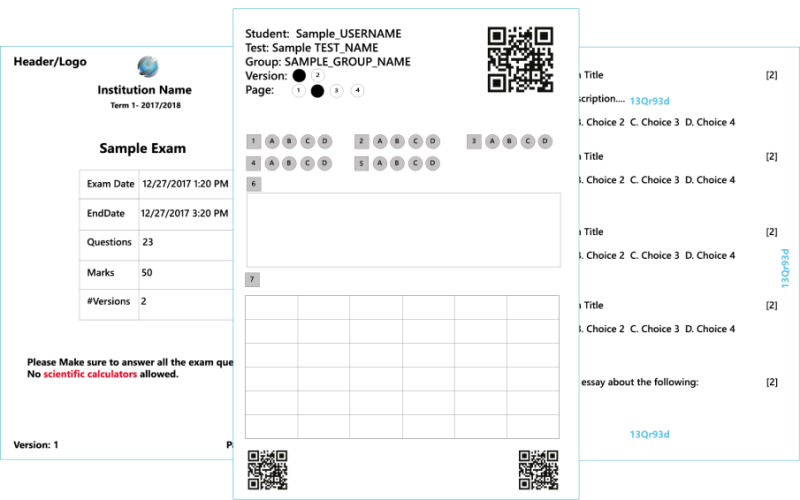 Header/Logo
Institution Name
Term 1- 2017/2018
Sample Exam
Exam Date 12/27/2017 1:20 PM
EndDate 12/27/2017 3:20 PM
Questions 23
Marks 50
#Versions 2
Please Make sure to answer all the exam que
No scientific calculators allowed.
Version: 1
Student: Sample_USERNAME
Test: Sample TEST_NAME
Group: SAMPLE_GROUP_NAME
Version: 2
Page: 1 3 4
1 A B C D 2 A B C D 3 A B C D
4 A B C D 5 A B C D
6
7
Title [2]
scription.... 13Qr93d
. Choice 2 C. Choice 3 D. Choice 4
Title [2]
. Choice 2 C. Choice 3 D. Choice 4
Title [2]
. Choice 2 C. Choice 3 D. Choice 4
13Qr93d
Title [2]
. Choice 2 C. Choice 3 D. Choice 4
essay about the following: [2]
13Qr93d